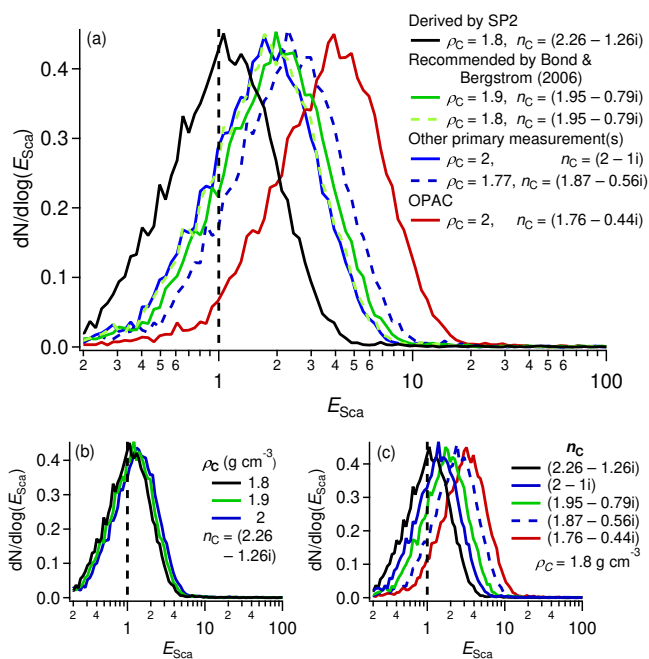 (a)
Derived by SP2
ρC = 1.8, nC = (2.26 – 1.26i)
Recommended by Bond &
Bergstrom (2006)
ρC = 1.9, nC = (1.95 – 0.79i)
ρC = 1.8, nC = (1.95 – 0.79i)
Other primary measurement(s)
ρC = 2, nC = (2 – 1i)
ρC = 1.77, nC = (1.87 – 0.56i)
OPAC
ρC = 2, nC = (1.76 – 0.44i)
dN/dlog(ESca)
0.4
0.3
0.2
0.1
0.0
2 3 4 5 6 1 2 3 4 5 6 10 2 3 4 5 6 100
ESca
(b)
ρC (g cm-3)
1.8
1.9
2
nC = (2.26
– 1.26i)
dN/dlog(ESca)
0.4
0.3
0.2
0.1
0.0
2 4 1 2 4 10 2 4 100
ESca
(c)
nC
(2.26 – 1.26i)
(2 – 1i)
(1.95 – 0.79i)
(1.87 – 0.56i)
(1.76 – 0.44i)
ρC = 1.8 g cm-3
dN/dlog(ESca)
0.4
0.3
0.2
0.1
0.0
2 4 1 2 4 10 2 4 100
ESca